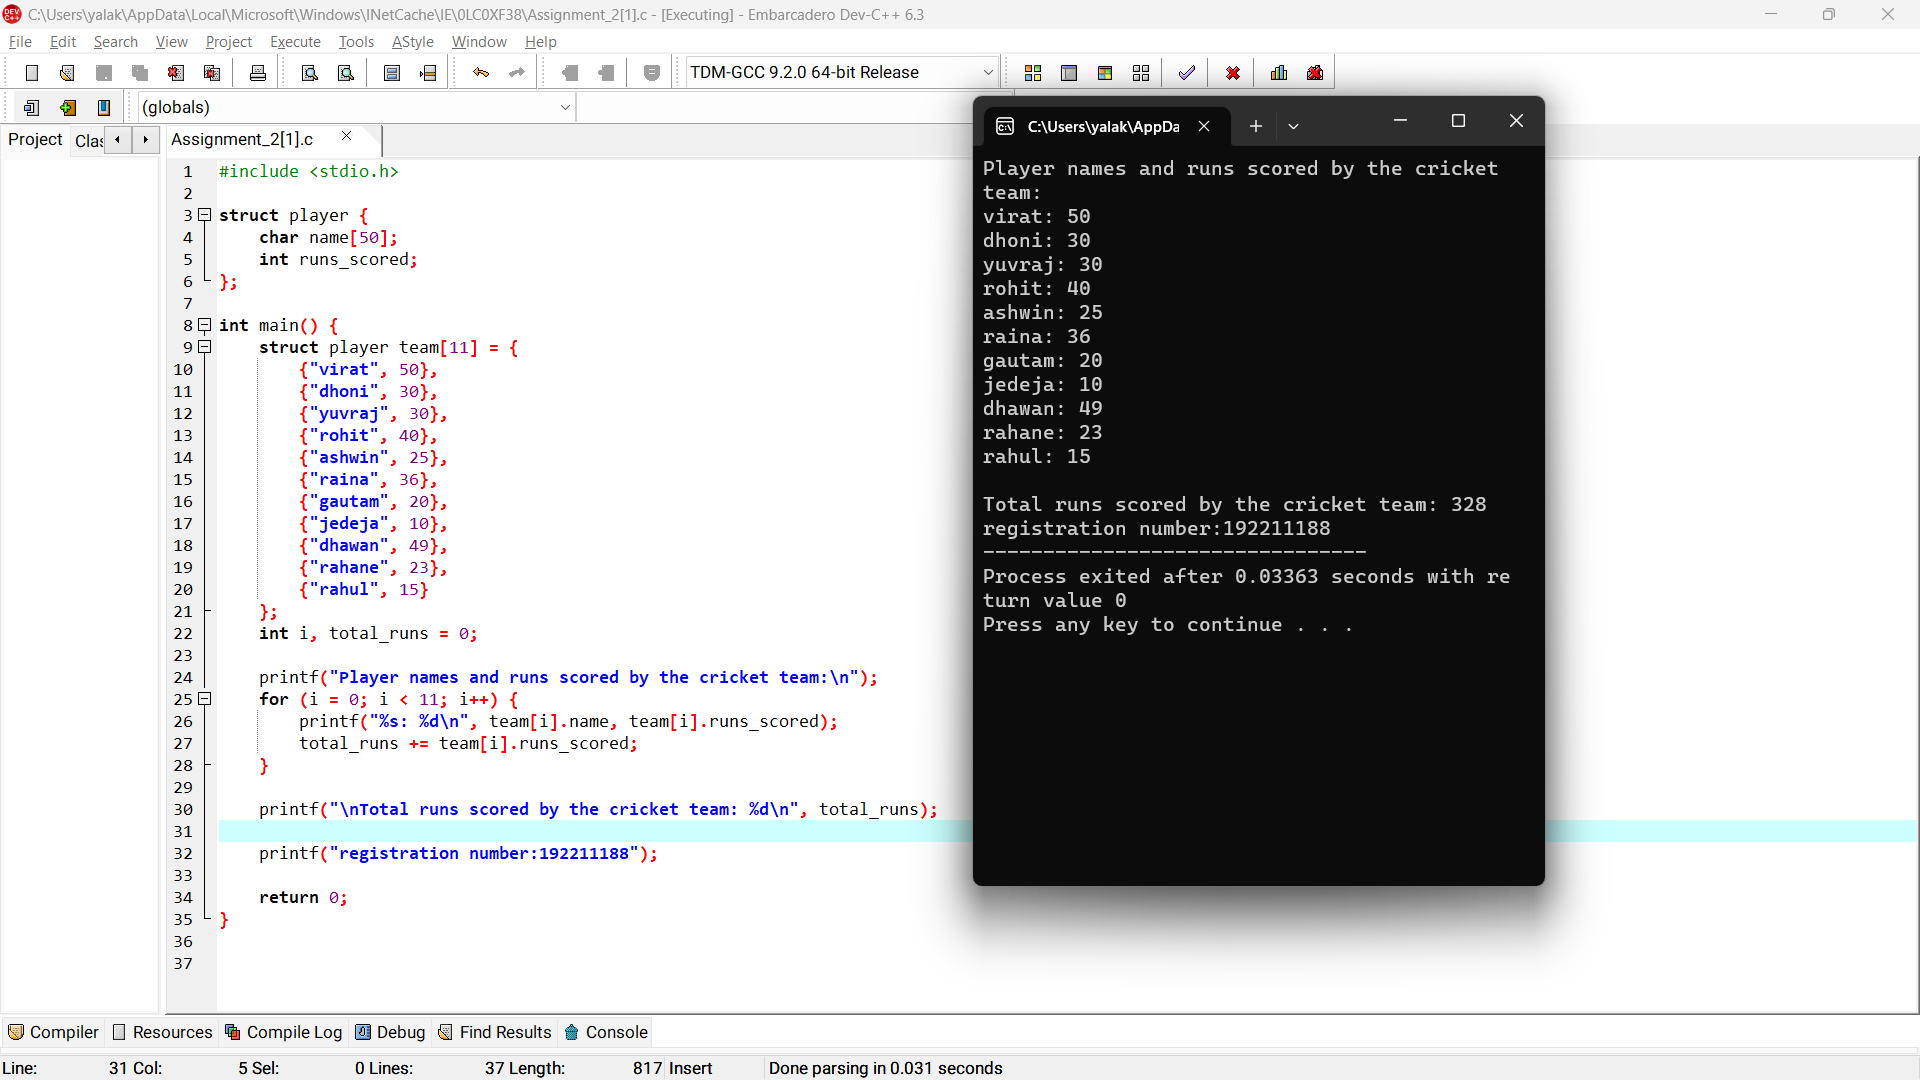 C:\Users\yalak\AppData\Local\Microsoft\Windows\INetCache\IE\0LC0XF38\Assignment_2[1].c - [Executing] - Embarcadero Dev-C++ 6.3
File Edit Search View Project Execute Tools AStyle Window Help
TDM-GCC 9.2.0 64-bit Release
(globals)
Project Clas
Assignment_2[1].c
1 #include <stdio.h>
2
3 struct player {
4     char name[50];
5     int runs_scored;
6 };
7
8 int main() {
9     struct player team[11] = {
10         {"virat", 50},
11         {"dhoni", 30},
12         {"yuvraj", 30},
13         {"rohit", 40},
14         {"ashwin", 25},
15         {"raina", 36},
16         {"gautam", 20},
17         {"jedeja", 10},
18         {"dhawan", 49},
19         {"rahane", 23},
20         {"rahul", 15}
21     };
22     int i, total_runs = 0;
23
24     printf("Player names and runs scored by the cricket team:\n");
25     for (i = 0; i < 11; i++) {
26         printf("%s: %d\n", team[i].name, team[i].runs_scored);
27         total_runs += team[i].runs_scored;
28     }
29
30     printf("\nTotal runs scored by the cricket team: %d\n", total_runs);
31
32     printf("registration number:192211188");
33
34     return 0;
35 }
36
37
C:\Users\yalak\AppDa
Player names and runs scored by the cricket
team:
virat: 50
dhoni: 30
yuvraj: 30
rohit: 40
ashwin: 25
raina: 36
gautam: 20
jedeja: 10
dhawan: 49
rahane: 23
rahul: 15
Total runs scored by the cricket team: 328
registration number:192211188
--------------------------------
Process exited after 0.03363 seconds with re
turn value 0
Press any key to continue . . .
Compiler Resources Compile Log Debug Find Results Console
Line: 31 Col: 5 Sel: 0 Lines: 37 Length: 817 Insert Done parsing in 0.031 seconds